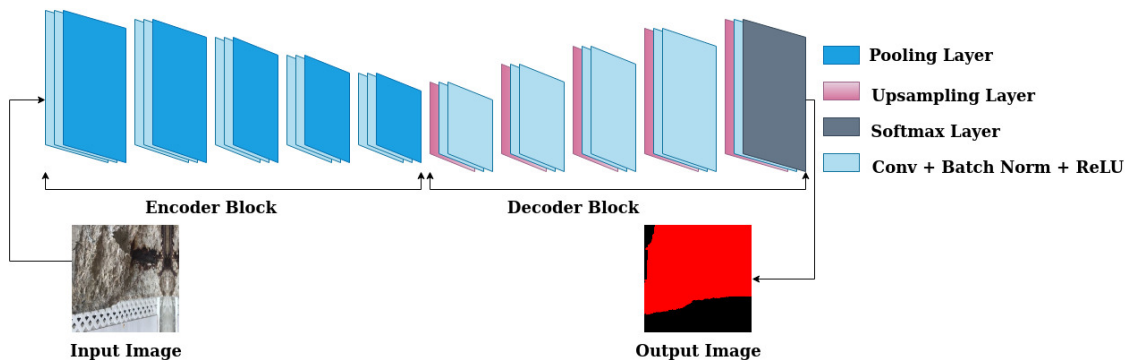 Pooling Layer
Upsampling Layer
Softmax Layer
Conv + Batch Norm + ReLU
Encoder Block
Decoder Block
Input Image
Output Image